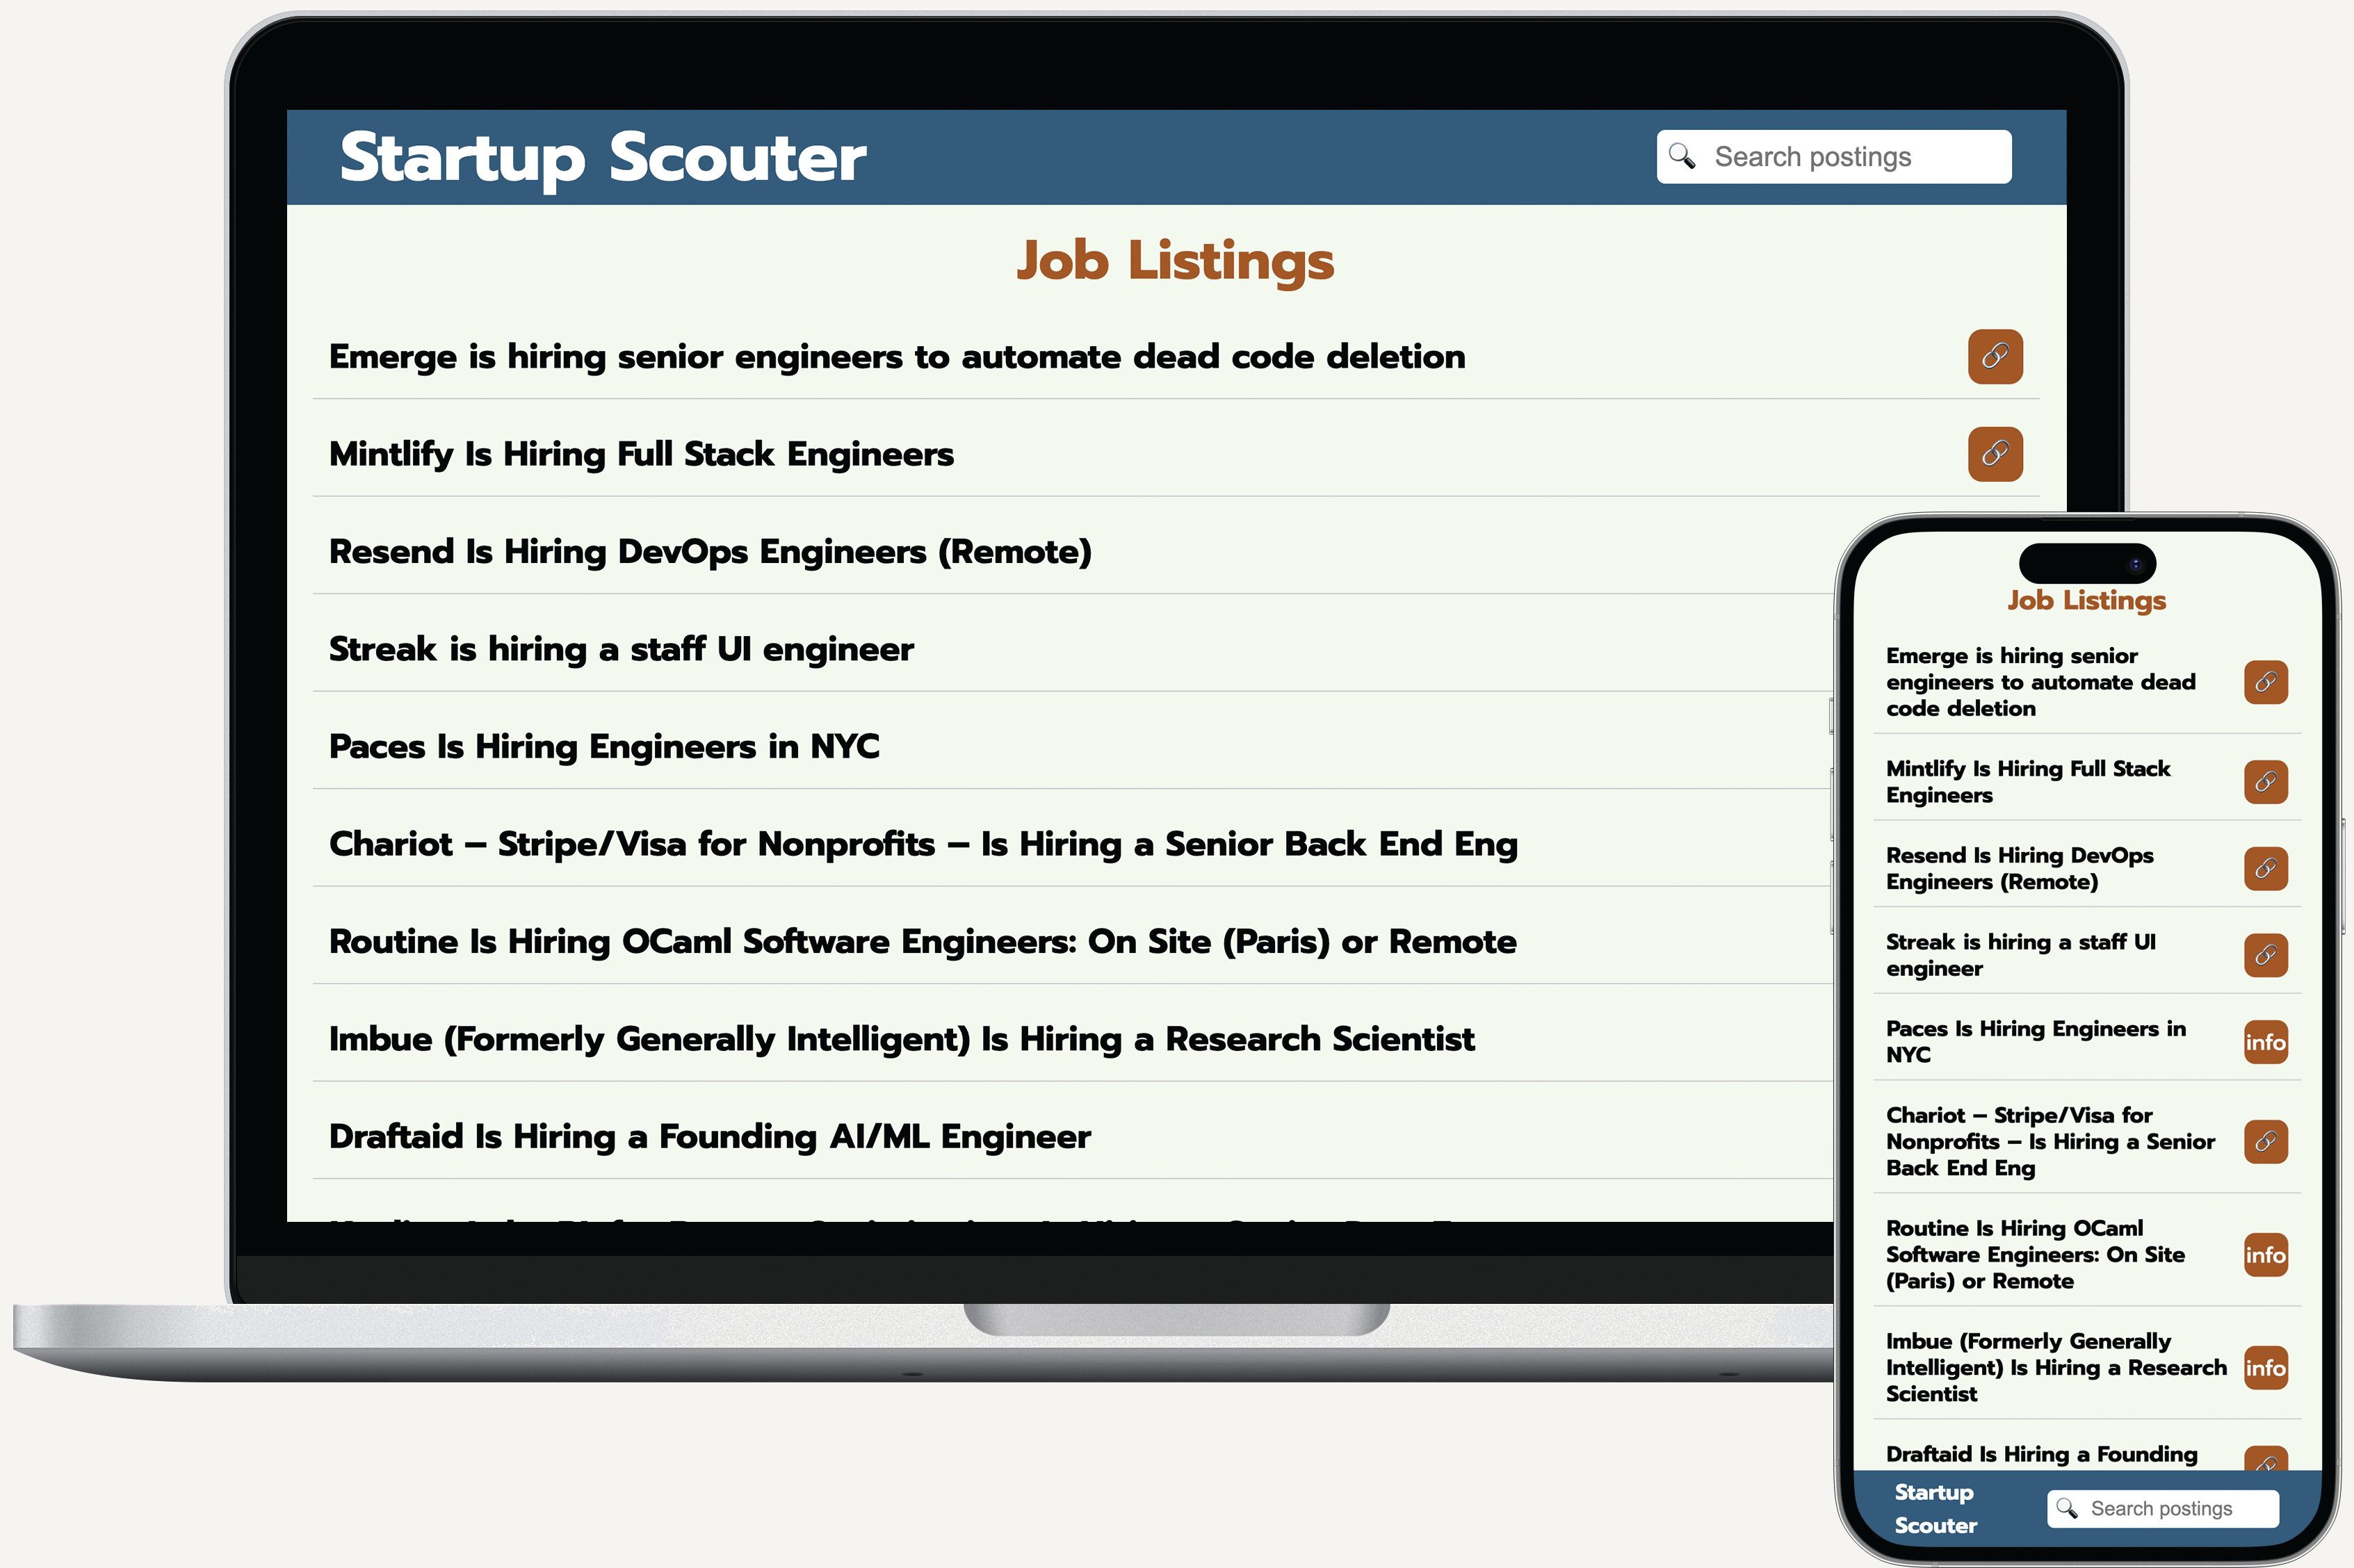 Startup Scouter
Search postings
Job Listings
Emerge is hiring senior engineers to automate dead code deletion
Mintlify Is Hiring Full Stack Engineers
Resend Is Hiring DevOps Engineers (Remote)
Streak is hiring a staff UI engineer
Paces Is Hiring Engineers in NYC
Chariot – Stripe/Visa for Nonprofits – Is Hiring a Senior Back End Eng
Routine Is Hiring OCaml Software Engineers: On Site (Paris) or Remote
Imbue (Formerly Generally Intelligent) Is Hiring a Research Scientist
Draftaid Is Hiring a Founding AI/ML Engineer
Job Listings
Emerge is hiring senior
engineers to automate dead
code deletion
Mintlify Is Hiring Full Stack
Engineers
Resend Is Hiring DevOps
Engineers (Remote)
Streak is hiring a staff UI
engineer
Paces Is Hiring Engineers in
NYC
info
Chariot – Stripe/Visa for
Nonprofits – Is Hiring a Senior
Back End Eng
Routine Is Hiring OCaml
Software Engineers: On Site
(Paris) or Remote
info
Imbue (Formerly Generally
Intelligent) Is Hiring a Research
Scientist
info
Draftaid Is Hiring a Founding
Startup
Scouter
Search postings